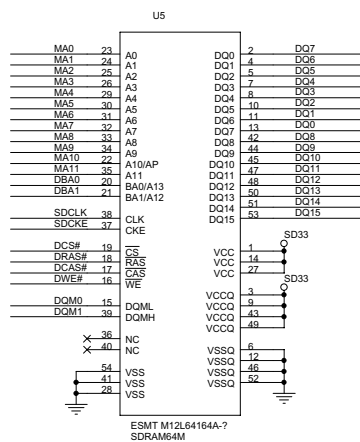 U5
MA0 23 A0 DQ0 2 DQ7
MA1 24 A1 DQ1 4 DQ6
MA2 25 A2 DQ2 5 DQ5
MA3 26 A3 DQ3 7 DQ4
MA4 29 A4 DQ4 8 DQ3
MA5 30 A5 DQ5 10 DQ2
MA6 31 A6 DQ6 11 DQ1
MA7 32 A7 DQ7 13 DQ0
MA8 33 A8 DQ8 42 DQ8
MA9 34 A9 DQ9 44 DQ9
MA10 22 A10/AP DQ10 45 DQ10
MA11 35 A11 DQ11 47 DQ11
DBA0 20 BA0/A13 DQ12 48 DQ12
DBA1 21 BA1/A12 DQ13 50 DQ13
DQ14 51 DQ14
SDCLK 38 CLK DQ15 53 DQ15
SDCKE 37 CKE
SD33
DCS# 19 CS VCC 1
DRAS# 18 RAS VCC 14
DCAS# 17 CAS VCC 27
DWE# 16 WE
SD33
VCCQ 3
DQM0 15 DQML VCCQ 9
DQM1 39 DQMH VCCQ 43
VCCQ 49
36 NC
40 NC VSSQ 6
VSSQ 12
54 VSS VSSQ 46
41 VSS VSSQ 52
28 VSS
ESMT M12L64164A-?
SDRAM64M